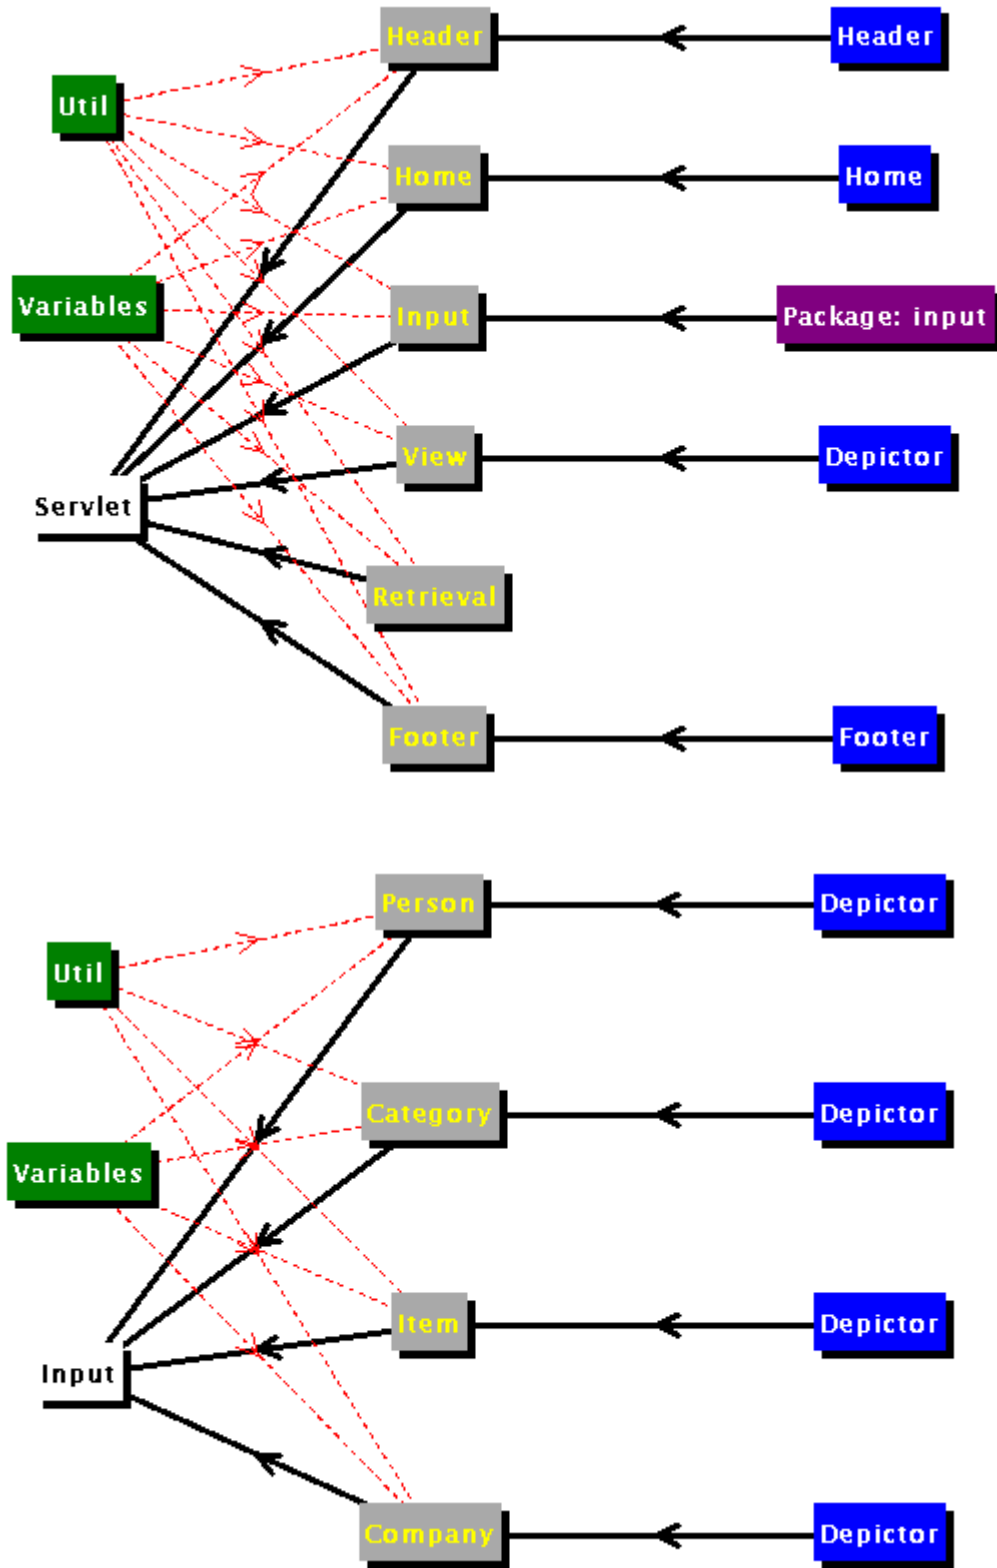 Header
Header
Util
Home
Home
Variables
Input
Package: input
View
Depictor
Servlet
Retrieval
Footer
Footer
Person
Depictor
Util
Category
Depictor
Variables
Item
Depictor
Input
Company
Depictor